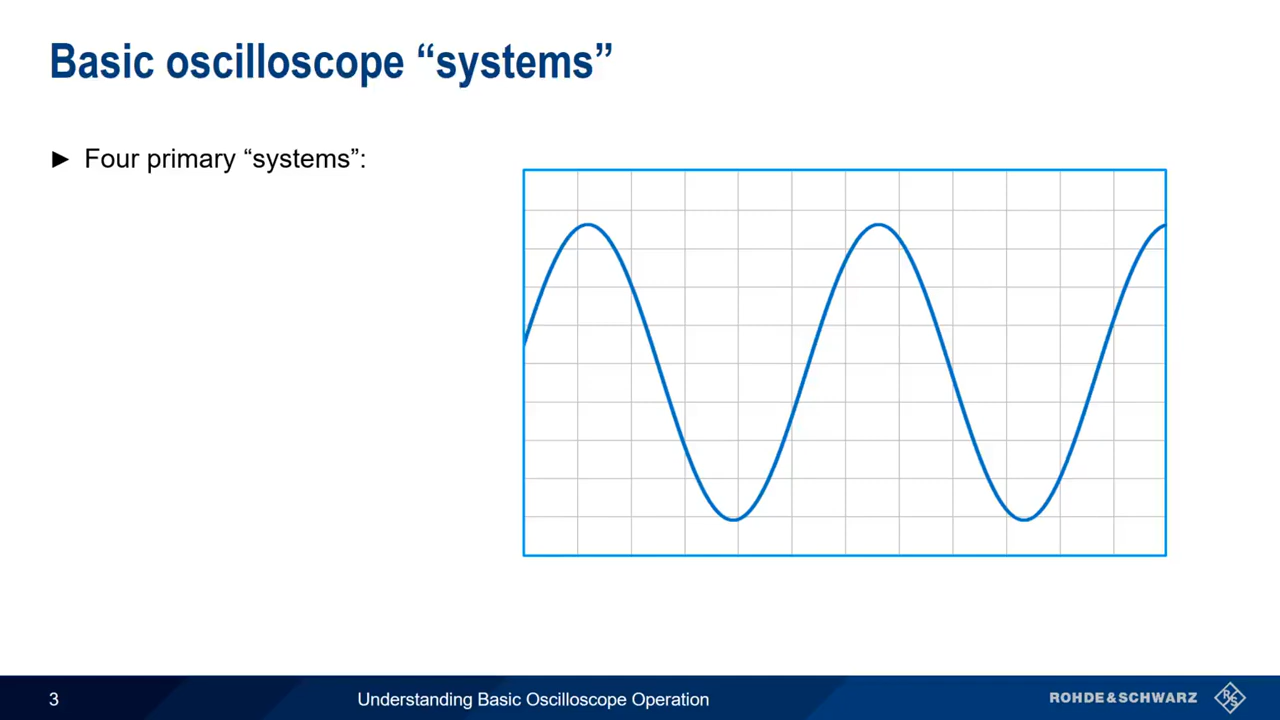 Basic oscilloscope “systems”
► Four primary “systems”:
3
Understanding Basic Oscilloscope Operation
ROHDE&SCHWARZ
R&S